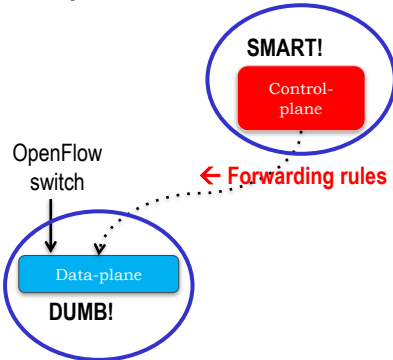 SMART!
Control-
plane
OpenFlow
switch
← Forwarding rules
Data-plane
DUMB!